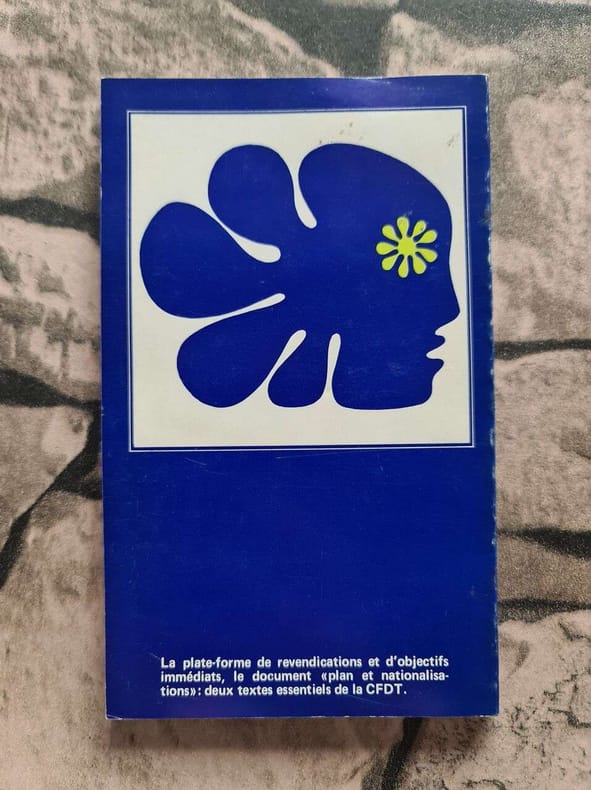 La plate-forme de revendications et d'objectifs
immédiats, le document «plan et nationalisa-
tions»: deux textes essentiels de la CFDT.